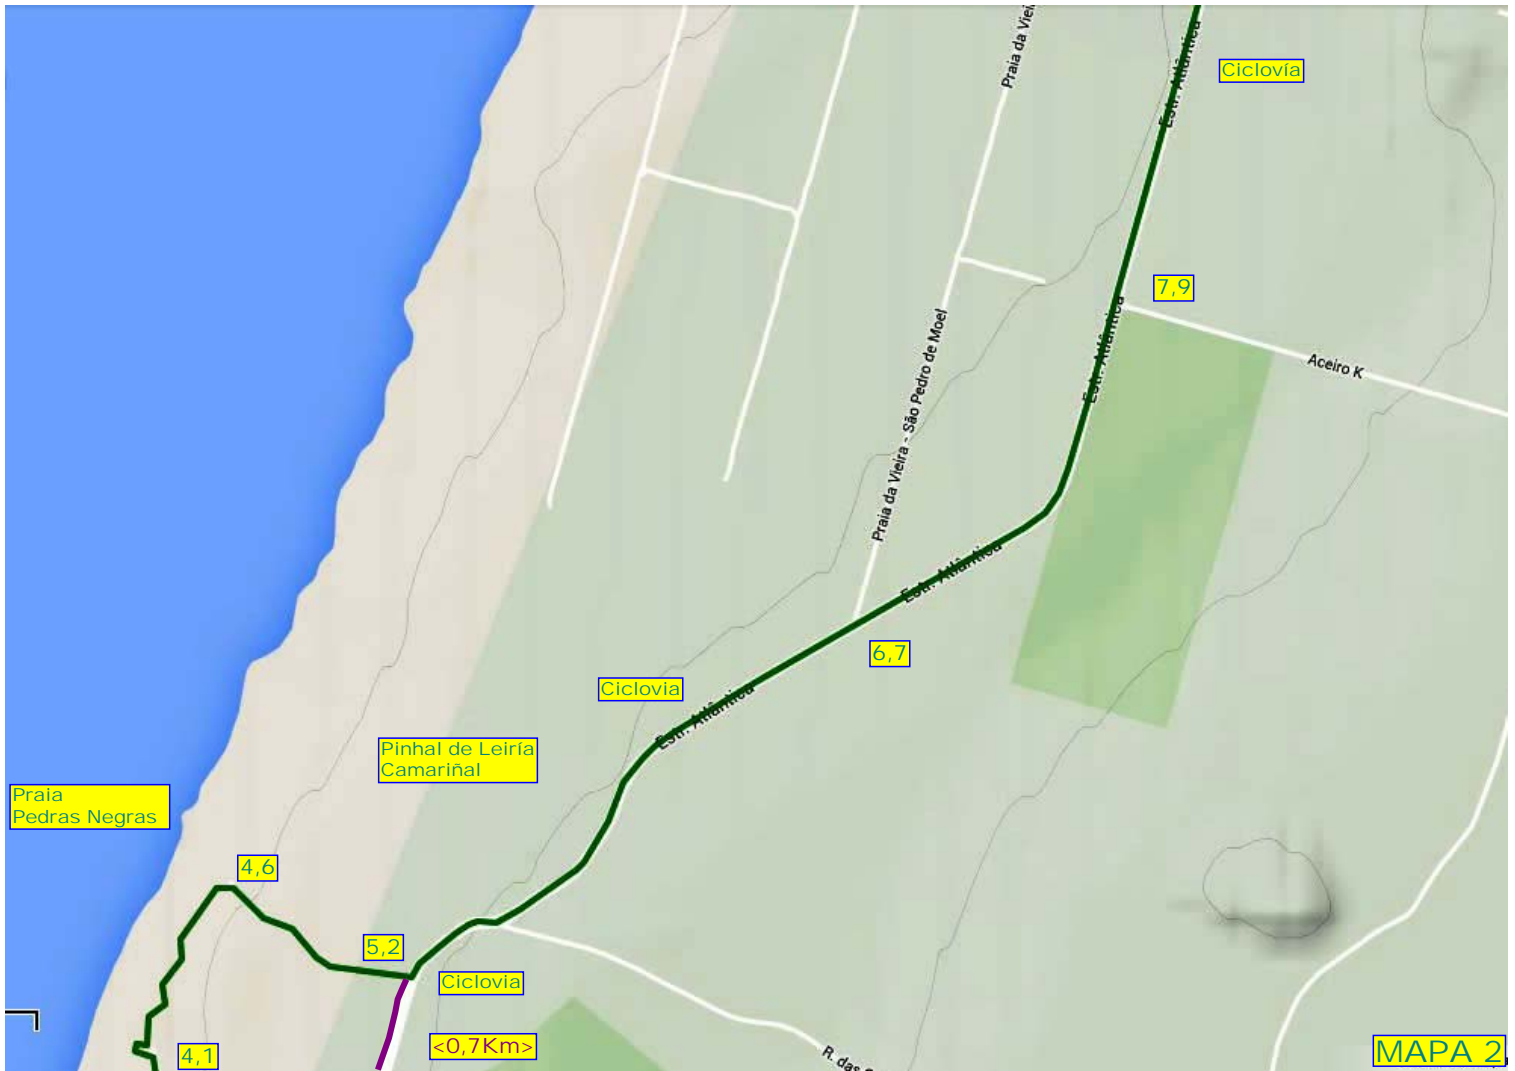 Praia da Viei
Estr. Atlântica
Ciclovía
7,9
Estr. Atlântica
Aceiro K
Praia da Vieira - São Pedro de Moel
Estr. Atlântica
6,7
Ciclovia
Estr. Atlântica
Pinhal de Leiría
Camariñal
Praia
Pedras Negras
4,6
5,2
Ciclovia
<0,7Km>
4,1
R. das
MAPA 2